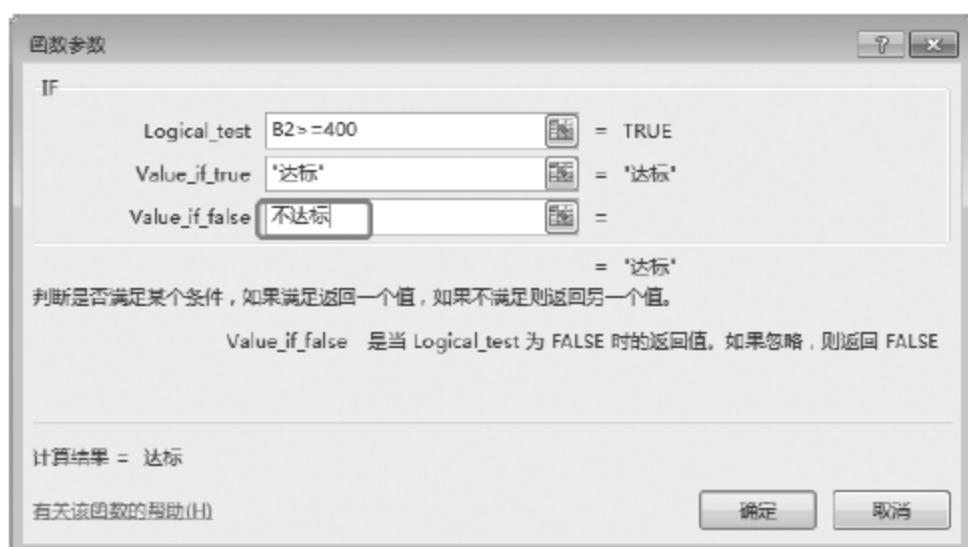 函数参数
IF
Logical_test B2>=400 = TRUE
Value_if_true "达标" = "达标"
Value_if_false 不达标 =
= "达标"
判断是否满足某个条件，如果满足返回一个值，如果不满足则返回另一个值。
Value_if_false 是当 Logical_test 为 FALSE 时的返回值。如果忽略，则返回 FALSE
计算结果 = 达标
有关该函数的帮助(H)
确定 取消